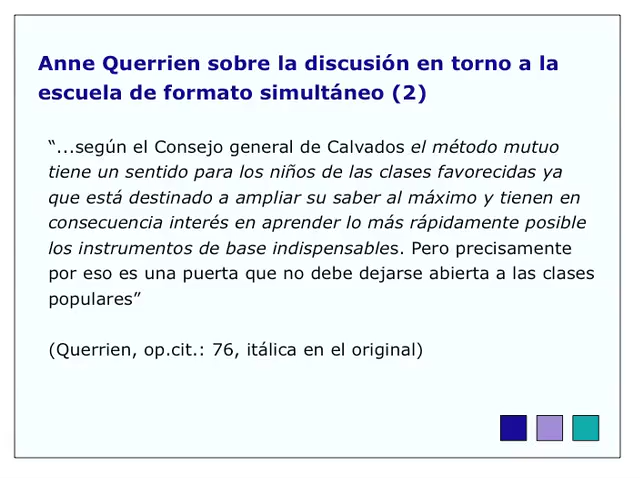 Anne Querrien sobre la discusión en torno a la
escuela de formato simultáneo (2)
“...según el Consejo general de Calvados el método mutuo
tiene un sentido para los niños de las clases favorecidas ya
que está destinado a ampliar su saber al máximo y tienen en
consecuencia interés en aprender lo más rápidamente posible
los instrumentos de base indispensables. Pero precisamente
por eso es una puerta que no debe dejarse abierta a las clases
populares”
(Querrien, op.cit.: 76, itálica en el original)